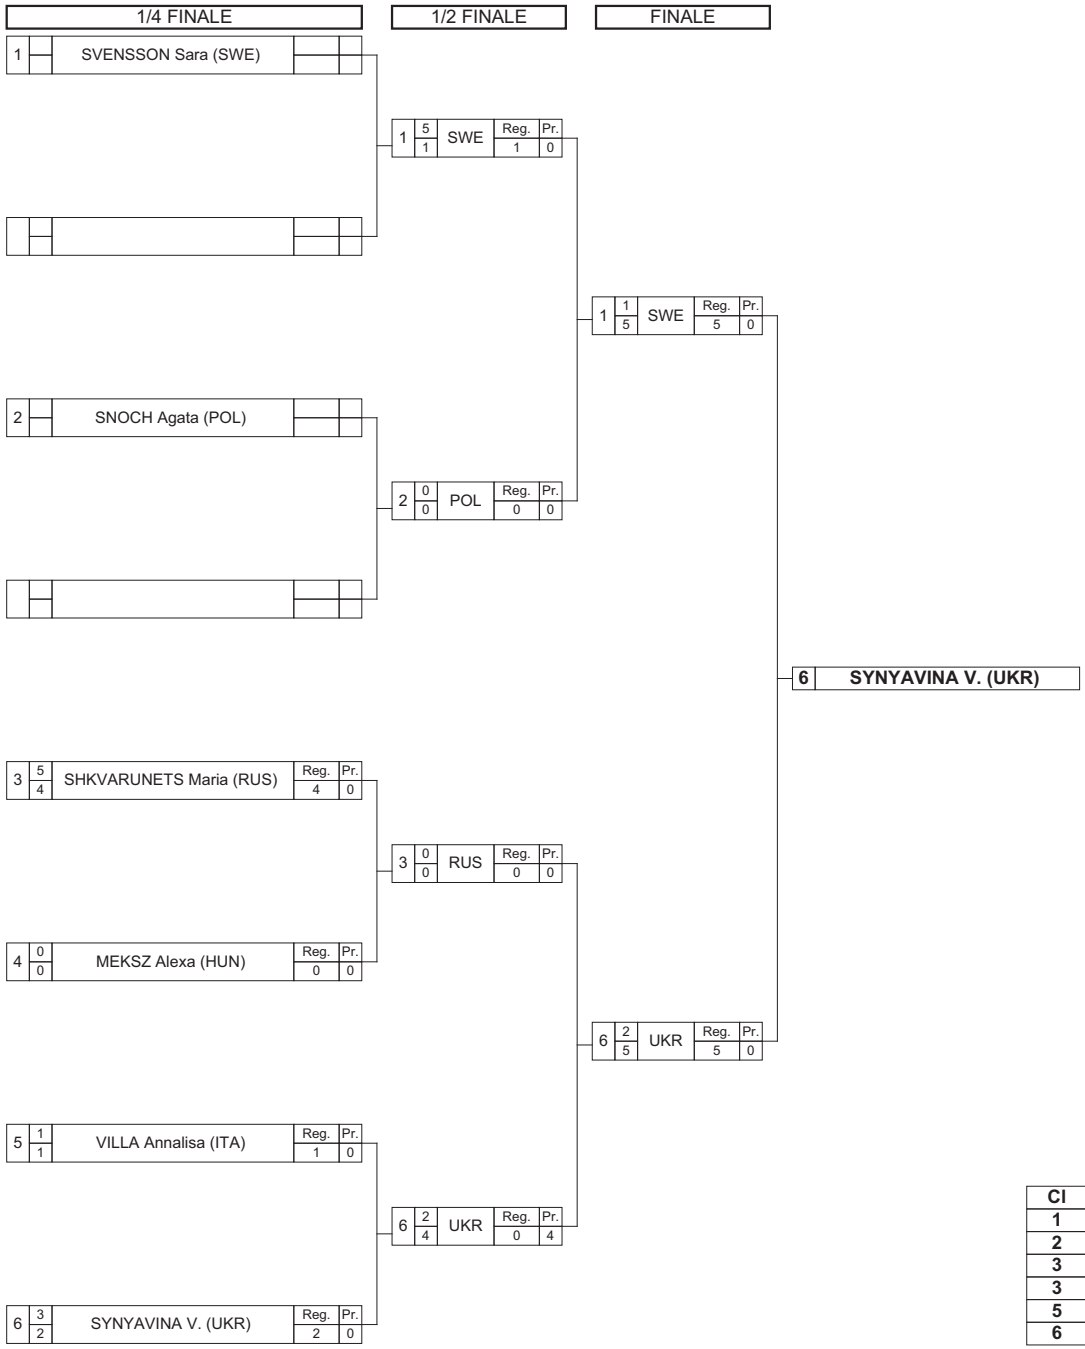 1/4 FINALE 1/2 FINALE FINALE
1 SVENSSON Sara (SWE)
5 Reg. Pr.
1 SWE
1 1 0
1 Reg. Pr.
1 SWE
5 5 0
2 SNOCH Agata (POL)
0 Reg. Pr.
2 POL
0 0 0
6 SYNYAVINA V. (UKR)
5 Reg. Pr.
3 SHKVARUNETS Maria (RUS)
4 4 0
0 Reg. Pr.
3 RUS
0 0 0
0 Reg. Pr.
4 MEKSZ Alexa (HUN)
0 0 0
2 Reg. Pr.
6 UKR
5 5 0
1 Reg. Pr.
5 VILLA Annalisa (ITA)
1 1 0
2 Reg. Pr.
6 UKR
4 0 4
3 Reg. Pr.
6 SYNYAVINA V. (UKR)
2 2 0
Cl
1
2
3
3
5
6